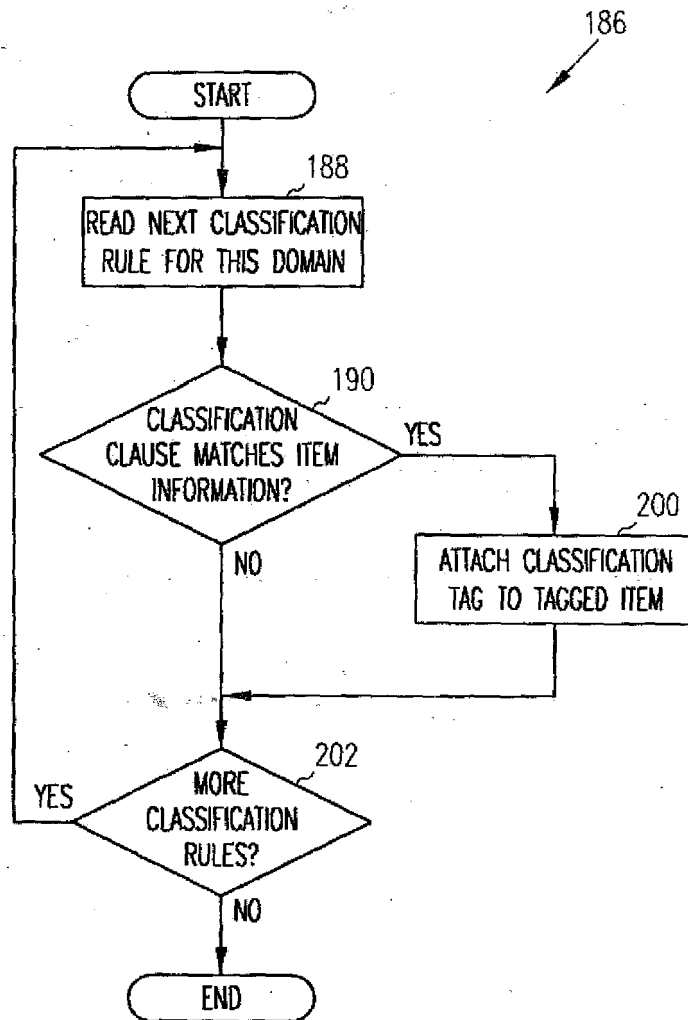 186
START
188
READ NEXT CLASSIFICATION
RULE FOR THIS DOMAIN
190
CLASSIFICATION
CLAUSE MATCHES ITEM
INFORMATION?
YES
NO
200
ATTACH CLASSIFICATION
TAG TO TAGGED ITEM
202
MORE
CLASSIFICATION
RULES?
YES
NO
END